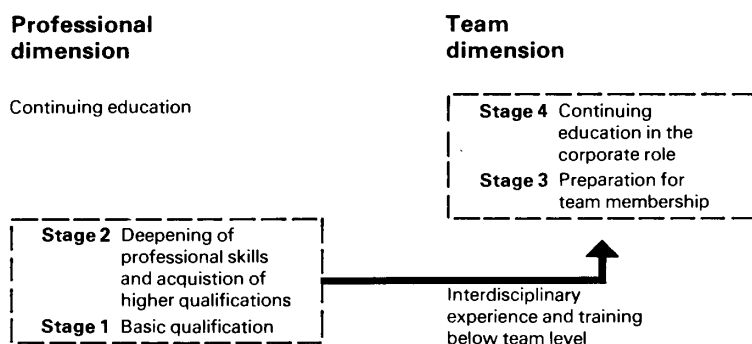 Professional
dimension
Team
dimension
Continuing education
Stage 4 Continuing
education in the
corporate role
Stage 3 Preparation for
team membership
Stage 2 Deepening of
professional skills
and acquistion of
higher qualifications
Stage 1 Basic qualification
Interdisciplinary
experience and training
below team level